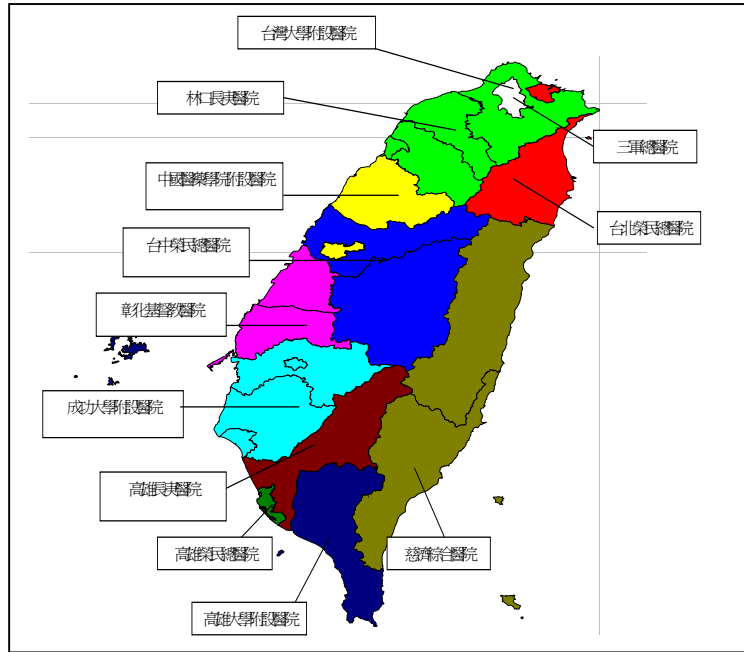 台灣大學附設醫院
林口長庚醫院
三軍總醫院
中國醫藥學院附設醫院
台北榮民總醫院
台中榮民總醫院
彰化基督教醫院
成功大學附設醫院
高雄長庚醫院
高雄榮民總醫院
慈濟綜合醫院
高雄大學附設醫院